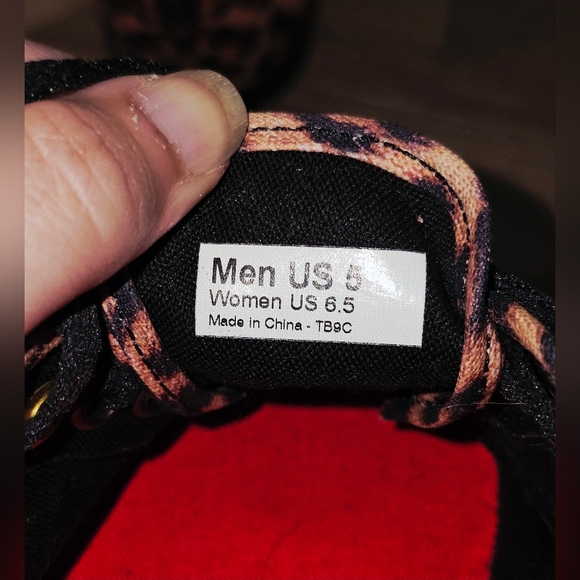 Men US 5
Women US 6.5
Made in China - TB9C